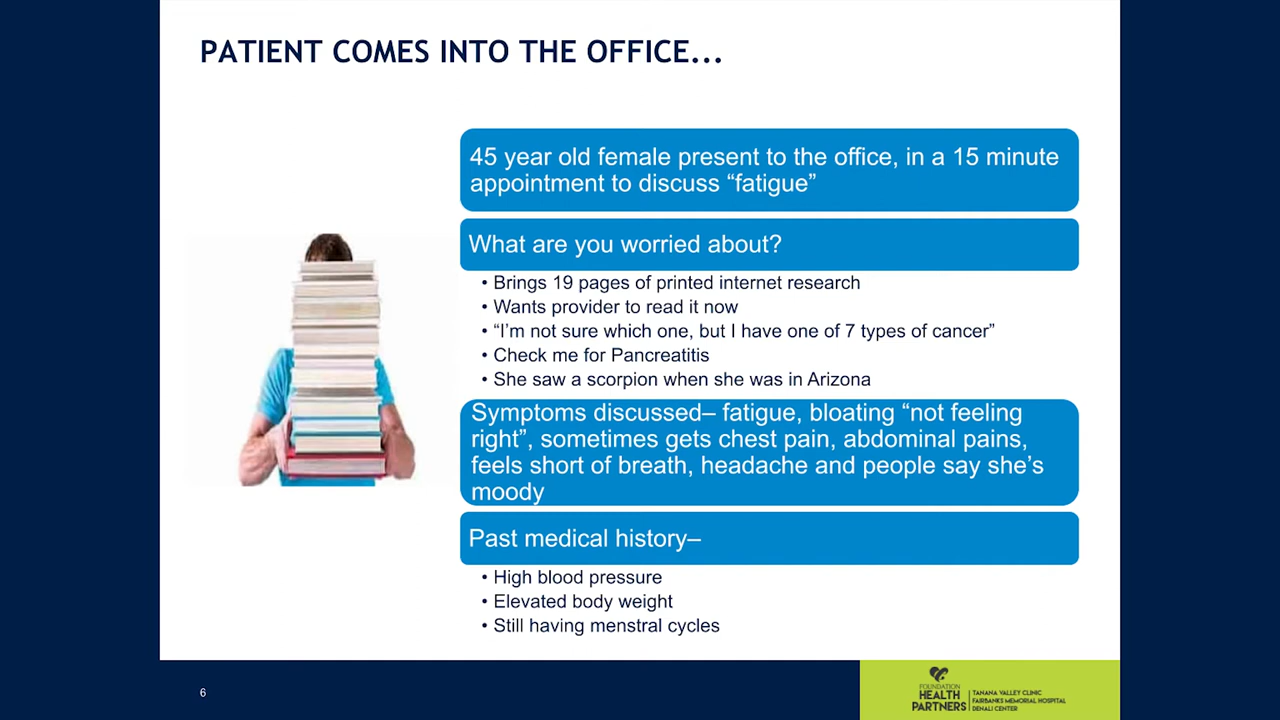 PATIENT COMES INTO THE OFFICE...
45 year old female present to the office, in a 15 minute
appointment to discuss “fatigue”
What are you worried about?
• Brings 19 pages of printed internet research
• Wants provider to read it now
• “I’m not sure which one, but I have one of 7 types of cancer”
• Check me for Pancreatitis
• She saw a scorpion when she was in Arizona
Symptoms discussed– fatigue, bloating “not feeling
right”, sometimes gets chest pain, abdominal pains,
feels short of breath, headache and people say she’s
moody
Past medical history–
• High blood pressure
• Elevated body weight
• Still having menstral cycles
6
FOUNDATION
HEALTH
PARTNERS
TANANA VALLEY CLINIC
FAIRBANKS MEMORIAL HOSPITAL
DENALI CENTER